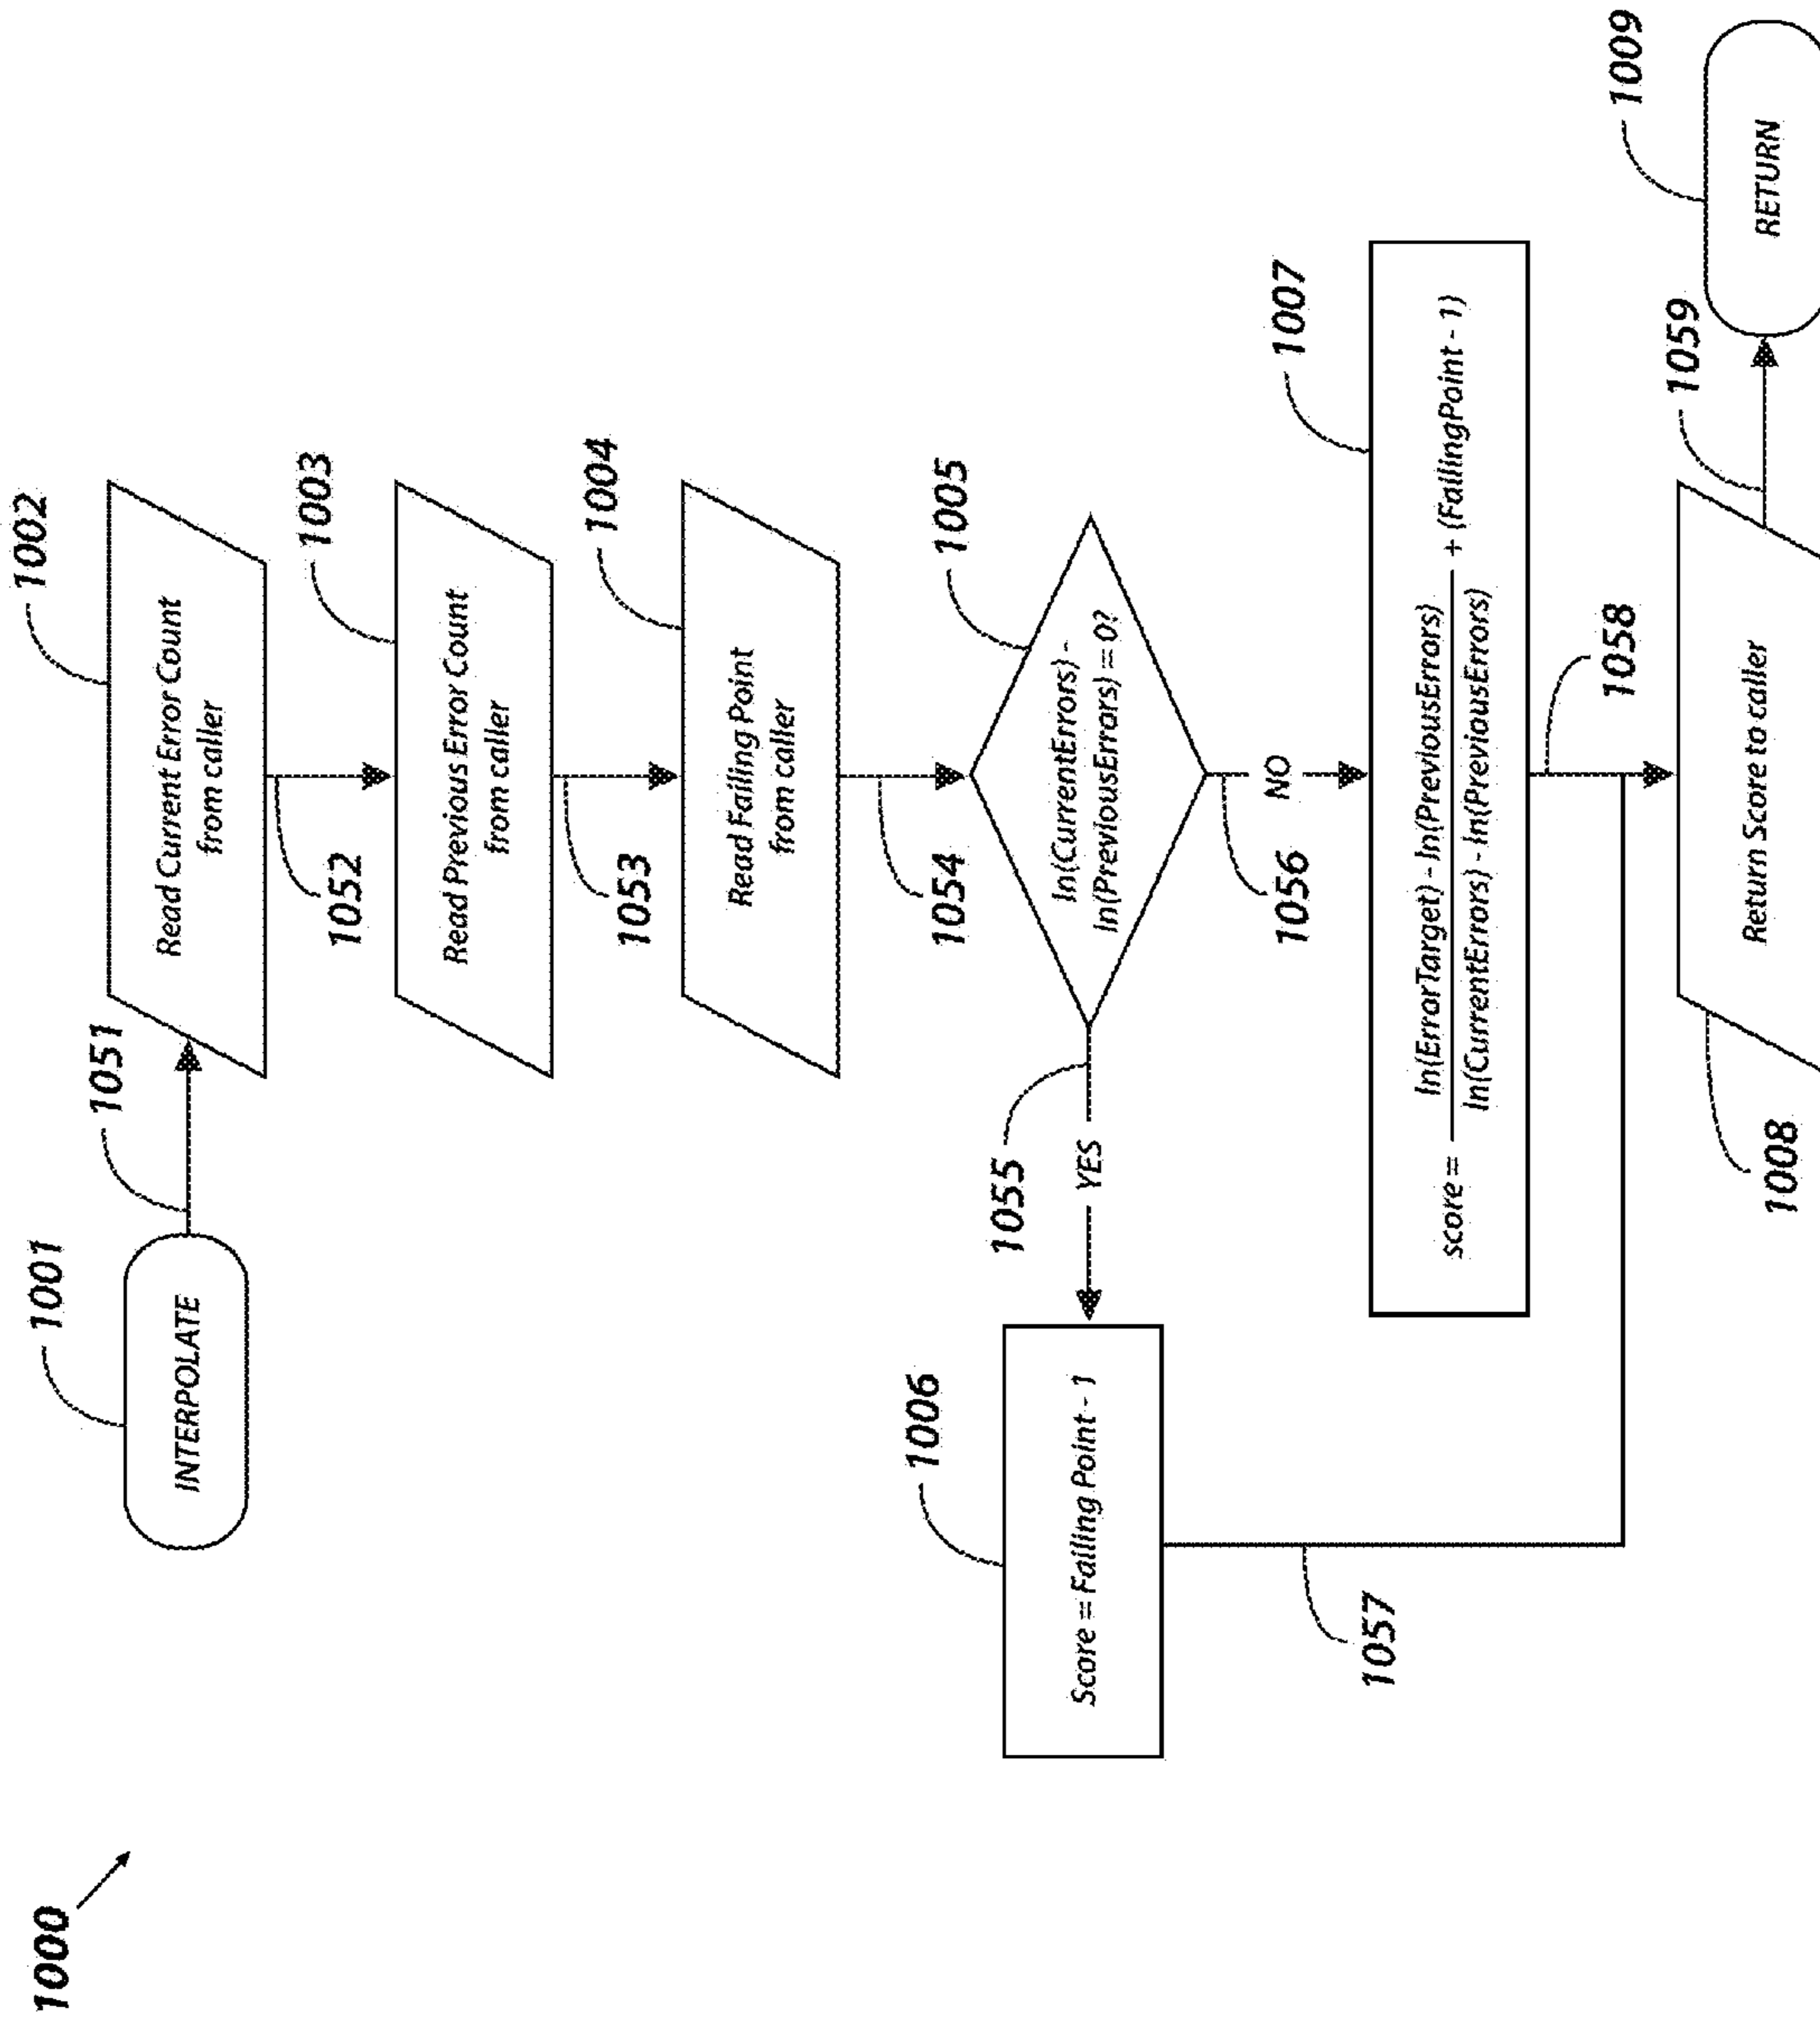 1000
1001
INTERPOLATE
1051
1002
Read Current Error Count
from caller
1052
1003
Read Previous Error Count
from caller
1053
1004
Read Failing Point
from caller
1054
1005
ln(CurrentErrors) -
ln(PreviousErrors) = 0?
1055
YES
1056
NO
1006
Score = Failing Point - 1
1007
score = ln(ErrorTarget) - ln(PreviousErrors) + (FailingPoint - 1)
ln(CurrentErrors) - ln(PreviousErrors)
1057
1058
1008
Return Score to caller
1059
1009
RETURN